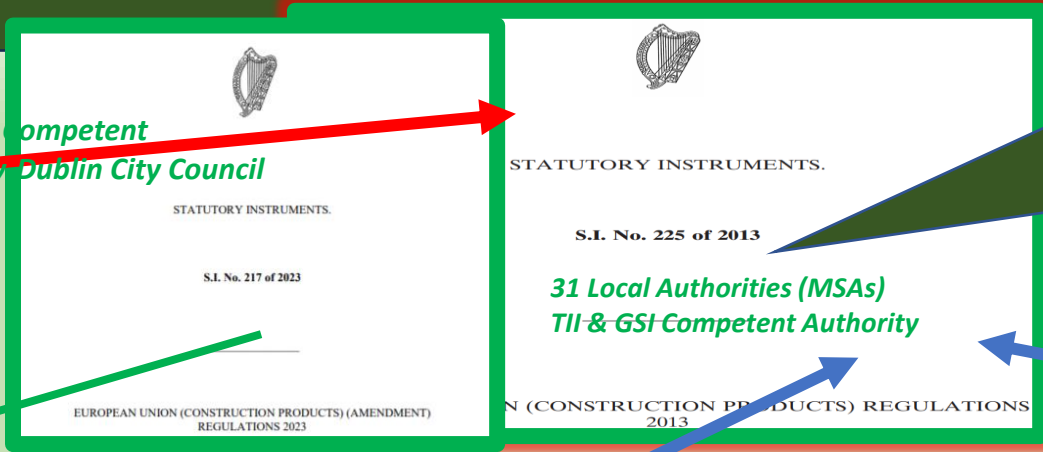 ompetent
Dublin City Council
STATUTORY INSTRUMENTS.
S.I. No. 217 of 2023
EUROPEAN UNION (CONSTRUCTION PRODUCTS) (AMENDMENT)
REGULATIONS 2023
STATUTORY INSTRUMENTS.
S.I. No. 225 of 2013
31 Local Authorities (MSAs)
TII & GSI Competent Authority
N (CONSTRUCTION PRODUCTS) REGULATIONS
2013